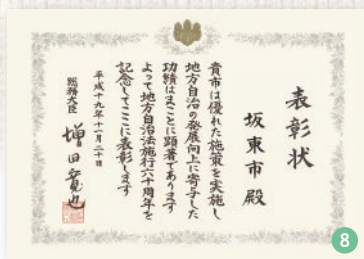 表彰状
坂東市殿
貴市は優れた施策を実施し
地方自治の発展向上に寄与した
功績はまことに顕著であります
よって地方自治法施行六十周年を
記念してここに表彰します
平成十九年十一月二十日
総務大臣 増田寛也
8